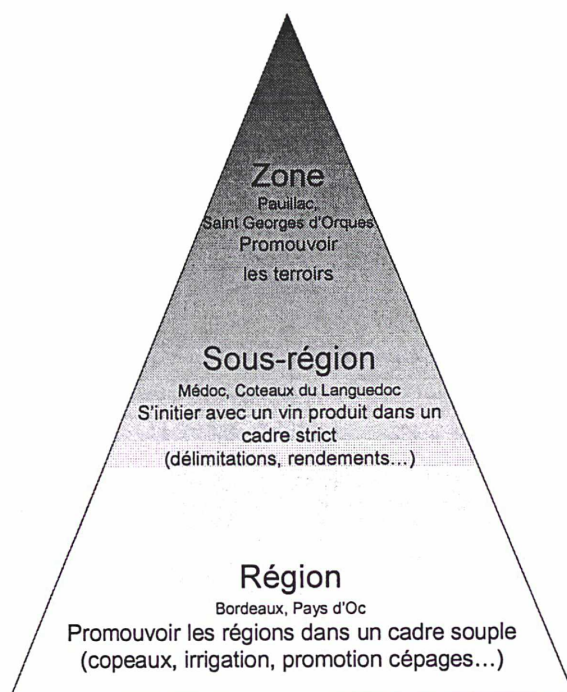 Zone
Pauillac,
Saint Georges d'Orques
Promouvoir
les terroirs
Sous-région
Médoc, Coteaux du Languedoc
S'initier avec un vin produit dans un
cadre strict
(délimitations, rendements...)
Région
Bordeaux, Pays d'Oc
Promouvoir les régions dans un cadre souple
(copeaux, irrigation, promotion cépages...)